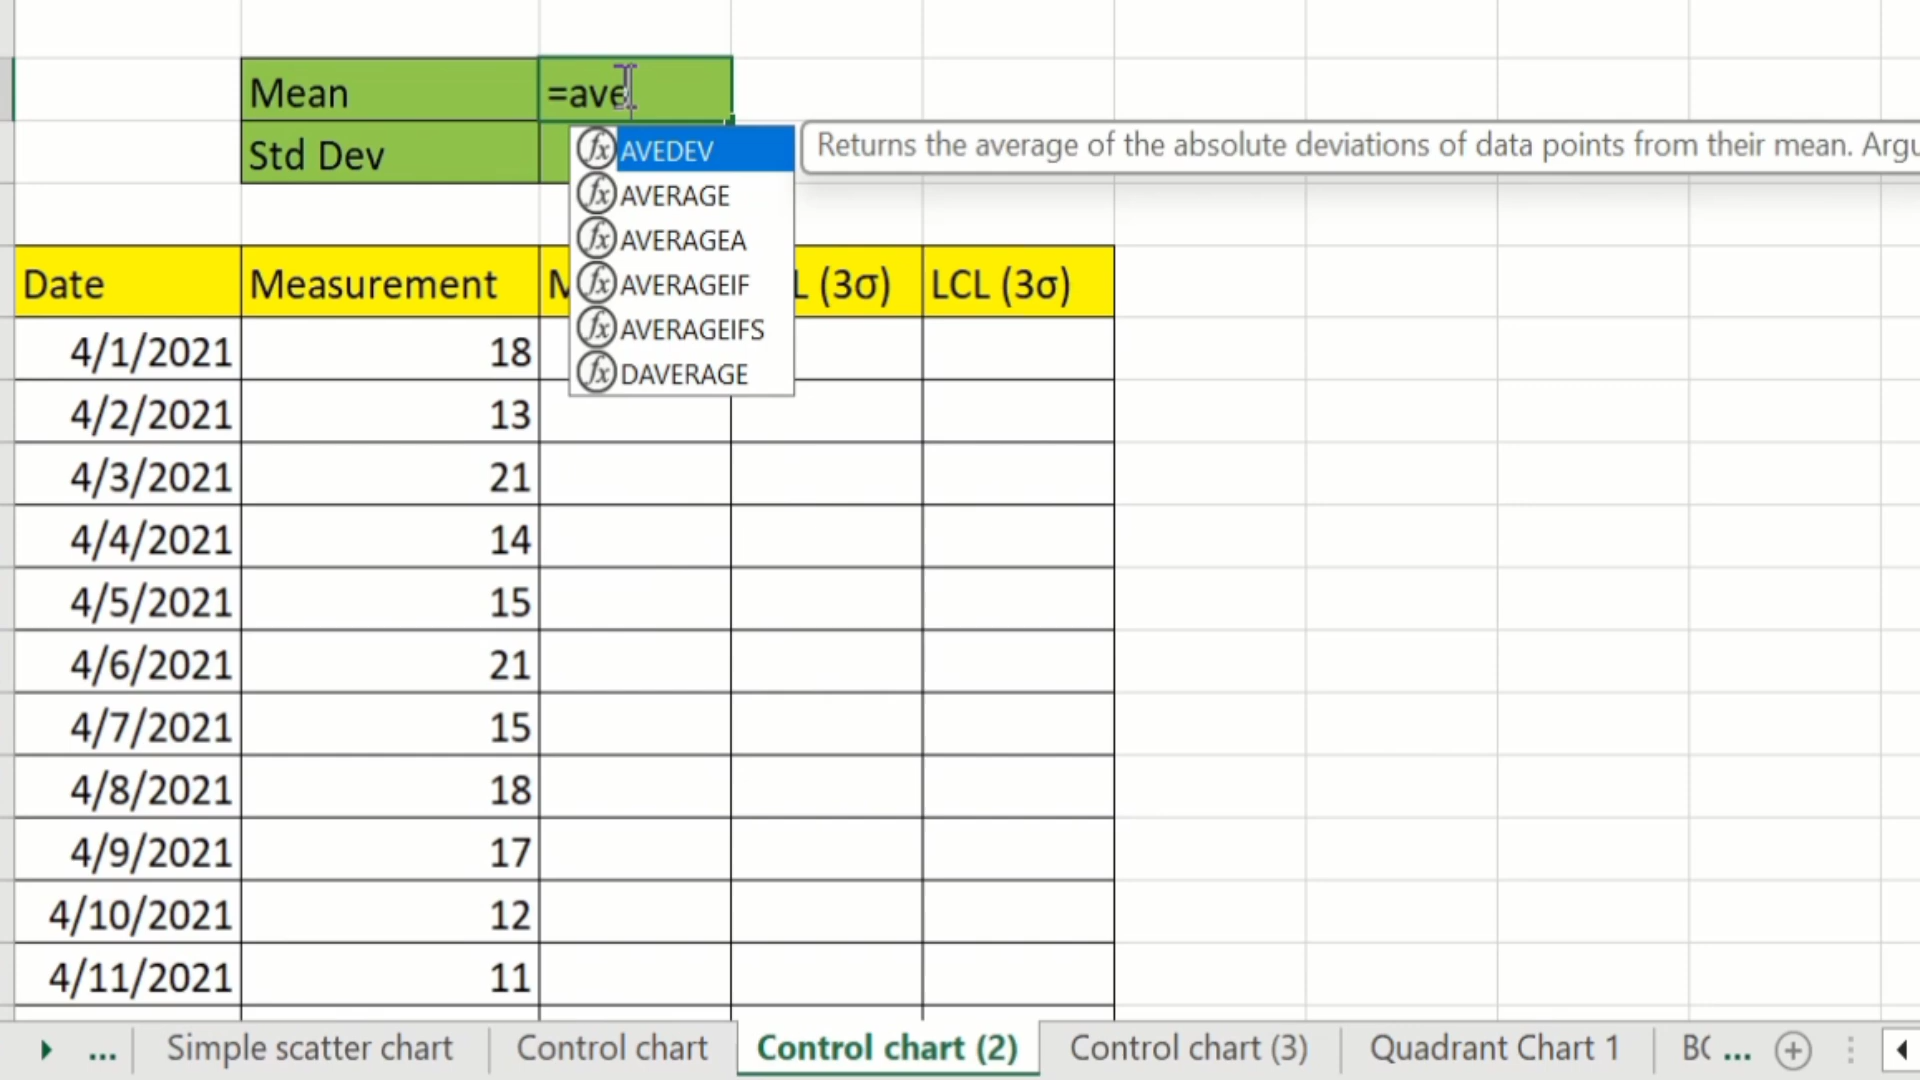 Mean =ave
Std Dev
AVEDEV Returns the average of the absolute deviations of data points from their mean. Argu
AVERAGE
AVERAGEA
AVERAGEIF
AVERAGEIFS
DAVERAGE
Date Measurement M L (3σ) LCL (3σ)
4/1/2021 18
4/2/2021 13
4/3/2021 21
4/4/2021 14
4/5/2021 15
4/6/2021 21
4/7/2021 15
4/8/2021 18
4/9/2021 17
4/10/2021 12
4/11/2021 11
... Simple scatter chart Control chart Control chart (2) Control chart (3) Quadrant Chart 1 BC ...